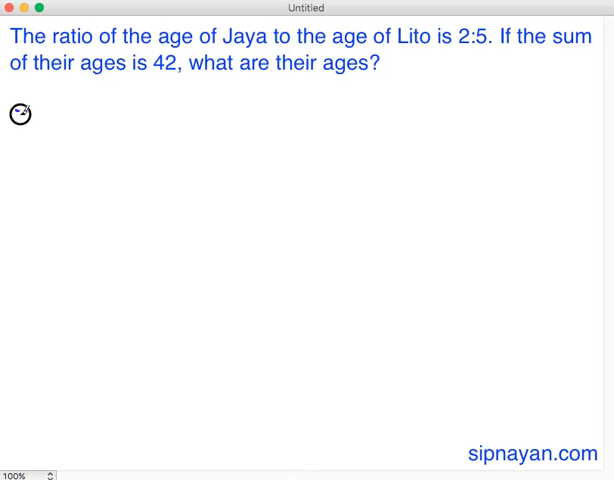 Untitled
The ratio of the age of Jaya to the age of Lito is 2:5. If the sum
of their ages is 42, what are their ages?
sipnayan.com
100%